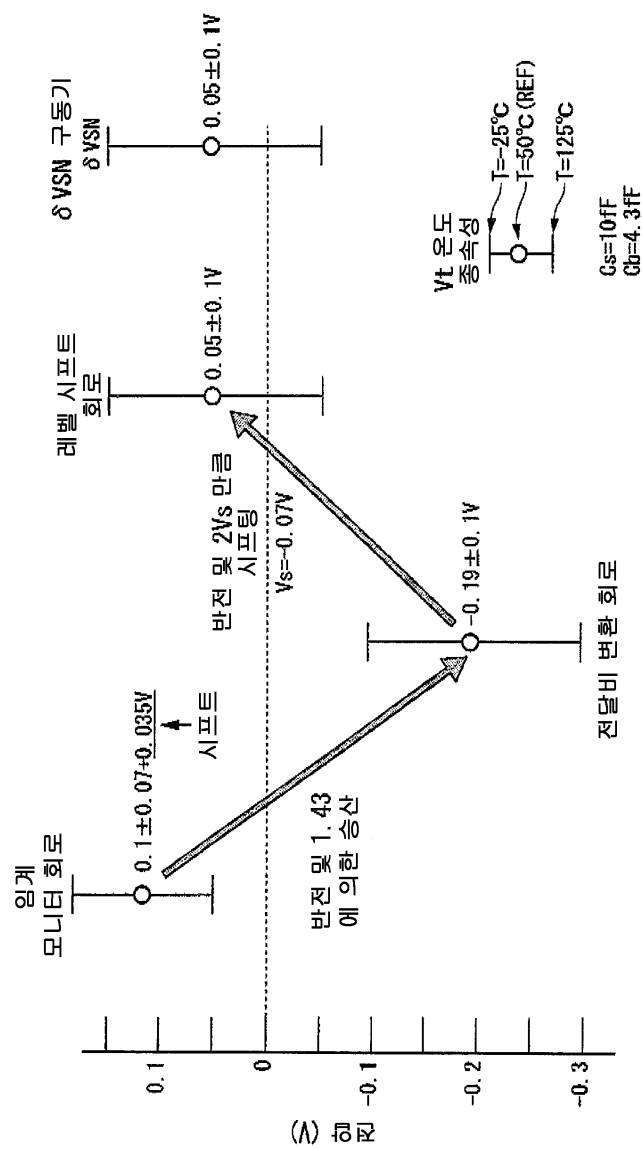 임계
모니터 회로
0.1±0.07+0.035V
시프트
반전 및 1.43
에 의한 승산
전달비 변환 회로
-0.19±0.1V
반전 및 2Vs 만큼
시프팅
Vs=-0.07V
레벨 시프트
회로
0.05±0.1V
δVSN 구동기
δVSN
0.05±0.1V
Vt 온도
종속성
T=-25℃
T=50℃(REF)
T=125℃
Cs=10fF
Cb=4.3fF
전압 (V)
0.1
0
-0.1
-0.2
-0.3